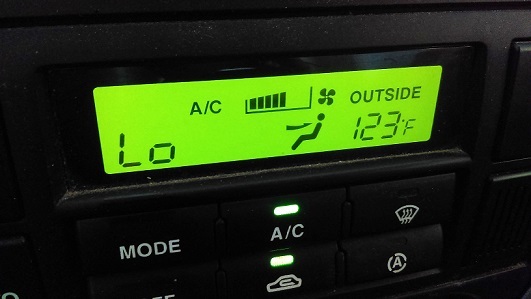 A/C OUTSIDE
Lo 123°F
MODE A/C
A